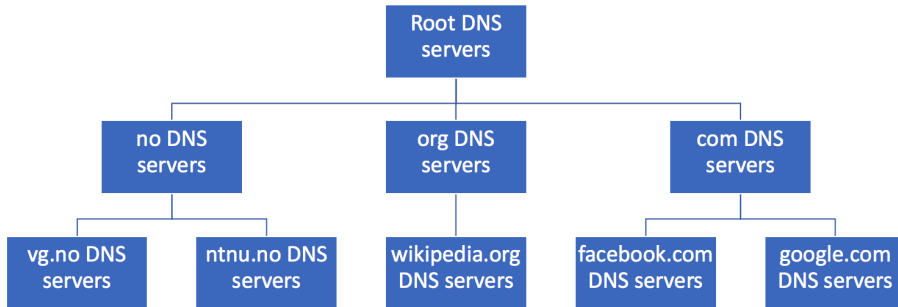 Root DNS
servers
no DNS
servers
org DNS
servers
com DNS
servers
vg.no DNS
servers
ntnu.no DNS
servers
wikipedia.org
DNS servers
facebook.com
DNS servers
google.com
DNS servers